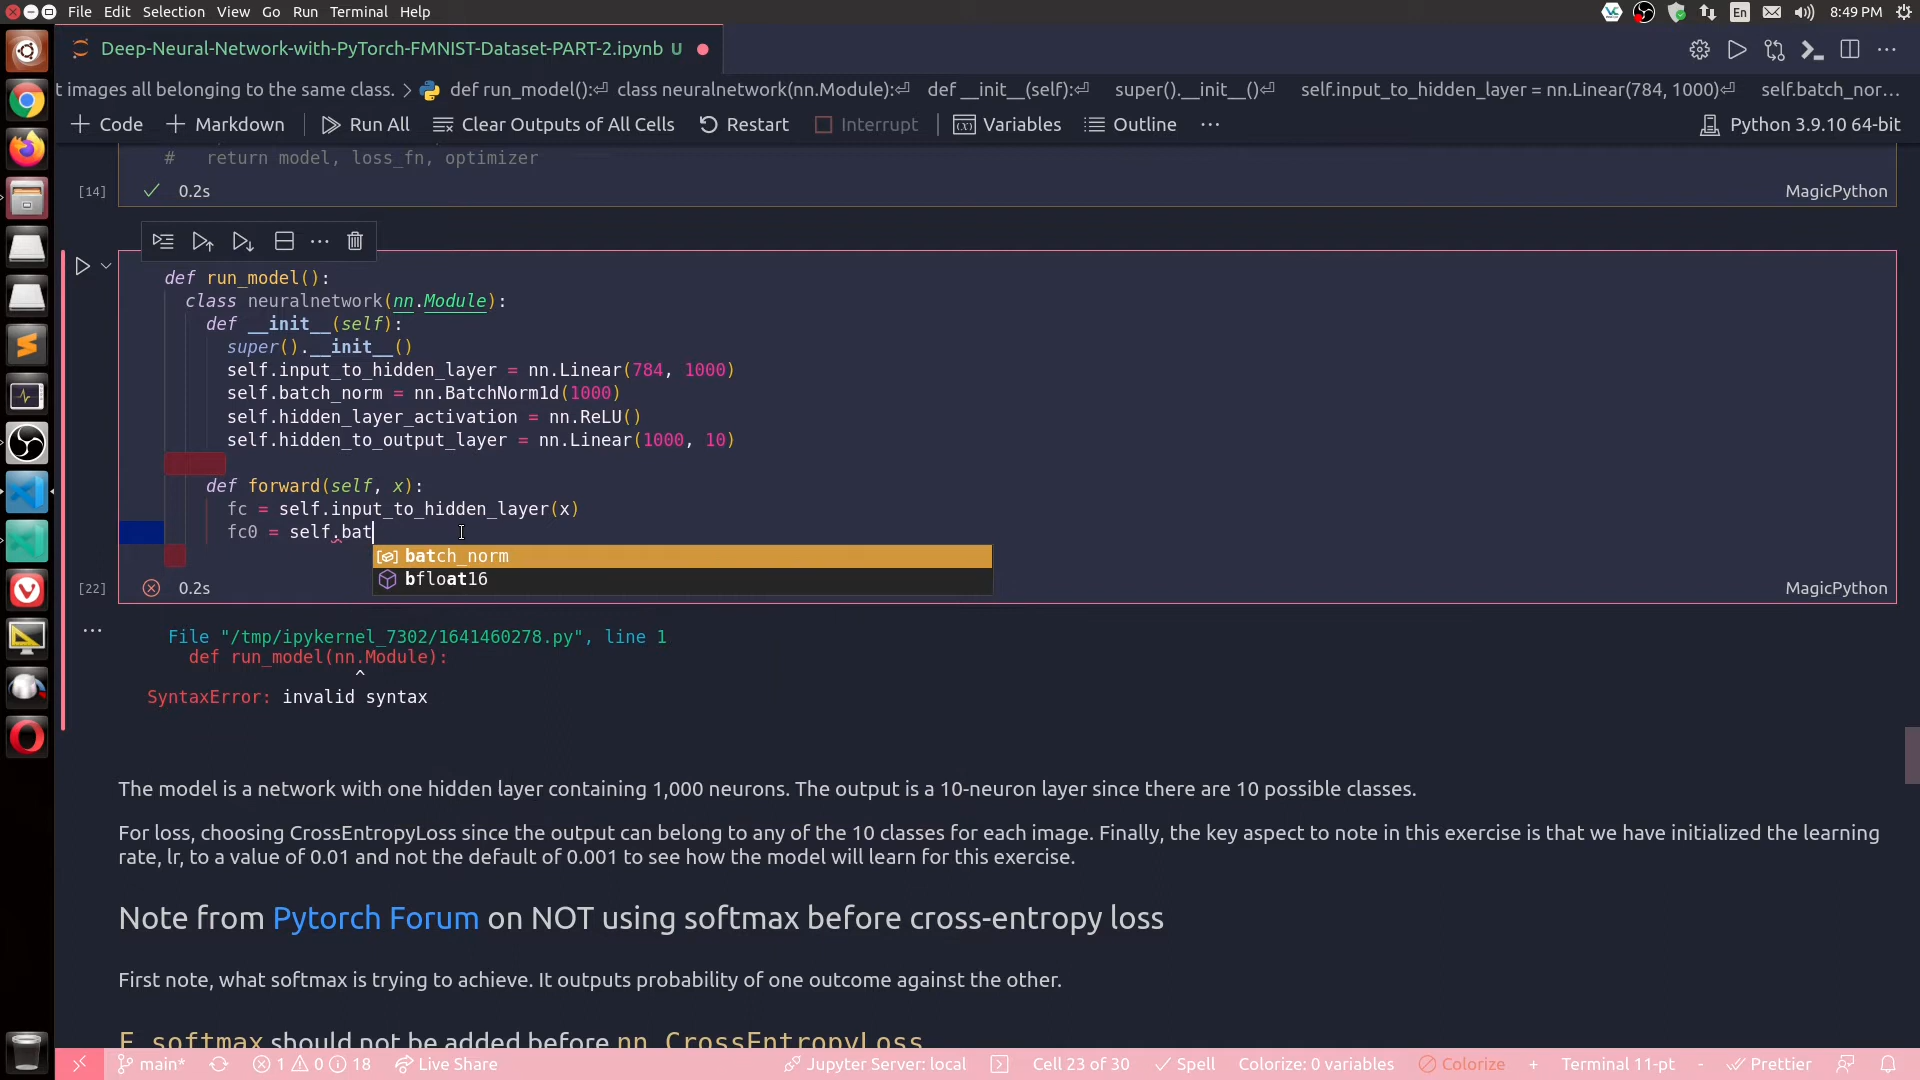 File Edit Selection View Go Run Terminal Help
En 8:49 PM
Deep-Neural-Network-with-PyTorch-FMNIST-Dataset-PART-2.ipynb U
t images all belonging to the same class. > def run_model():⏎ class neuralnetwork(nn.Module):⏎ def __init__(self):⏎ super().__init__()⏎ self.input_to_hidden_layer = nn.Linear(784, 1000)⏎ self.batch_nor...
+ Code + Markdown Run All Clear Outputs of All Cells Restart Interrupt Variables Outline ... Python 3.9.10 64-bit
# return model, loss_fn, optimizer
[14] 0.2s MagicPython
def run_model():
class neuralnetwork(nn.Module):
def __init__(self):
super().__init__()
self.input_to_hidden_layer = nn.Linear(784, 1000)
self.batch_norm = nn.BatchNorm1d(1000)
self.hidden_layer_activation = nn.ReLU()
self.hidden_to_output_layer = nn.Linear(1000, 10)
def forward(self, x):
fc = self.input_to_hidden_layer(x)
fc0 = self.bat
batch_norm
bfloat16
[22] 0.2s MagicPython
File "/tmp/ipykernel_7302/1641460278.py", line 1
def run_model(nn.Module):
^
SyntaxError: invalid syntax
The model is a network with one hidden layer containing 1,000 neurons. The output is a 10-neuron layer since there are 10 possible classes.
For loss, choosing CrossEntropyLoss since the output can belong to any of the 10 classes for each image. Finally, the key aspect to note in this exercise is that we have initialized the learning
rate, lr, to a value of 0.01 and not the default of 0.001 to see how the model will learn for this exercise.
Note from Pytorch Forum on NOT using softmax before cross-entropy loss
First note, what softmax is trying to achieve. It outputs probability of one outcome against the other.
F.softmax should not be added before nn.CrossEntropyLoss
main* 1 0 18 Live Share Jupyter Server: local Cell 23 of 30 Spell Colorize: 0 variables Colorize + Terminal 11-pt - Prettier